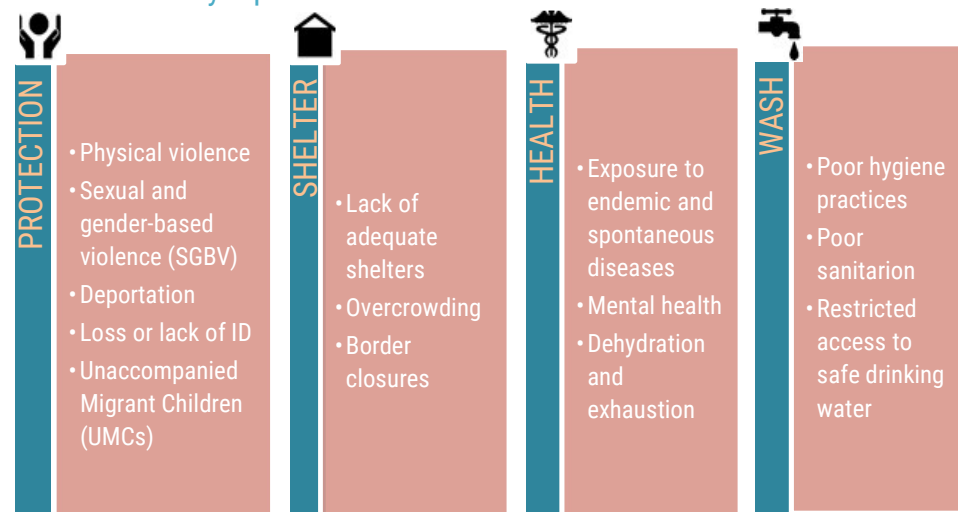 PROTECTION
• Physical violence
• Sexual and
gender-based
violence (SGBV)
• Deportation
• Loss or lack of ID
• Unaccompanied
Migrant Children
(UMCs)
SHELTER
• Lack of
adequate
shelters
• Overcrowding
• Border
closures
HEALTH
• Exposure to
endemic and
spontaneous
diseases
• Mental health
• Dehydration
and
exhaustion
WASH
• Poor hygiene
practices
• Poor
sanitarion
• Restricted
access to
safe drinking
water